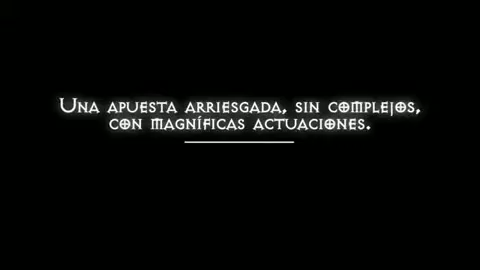 Una apuesta arriesgada, sin complejos,
con magníficas actuaciones.